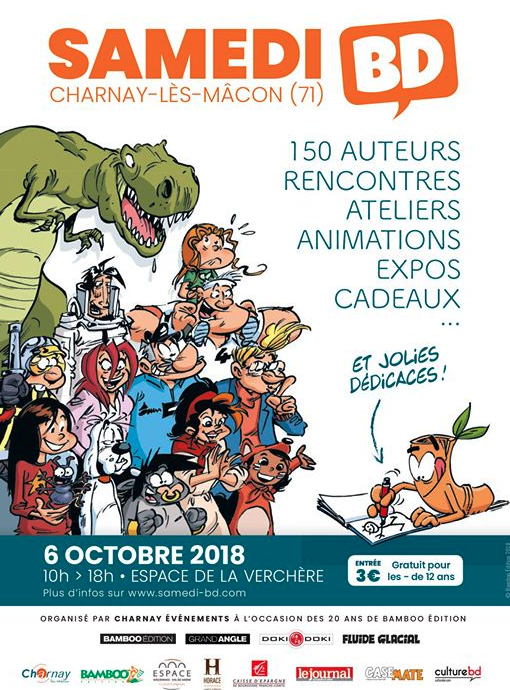 SAMEDI BD
CHARNAY-LÈS-MÂCON (71)
150 AUTEURS
RENCONTRES
ATELIERS
ANIMATIONS
EXPOS
CADEAUX
...
ET JOLIES
DÉDICACES !
6 OCTOBRE 2018
10h > 18h • ESPACE DE LA VERCHÈRE
Plus d'infos sur www.samedi-bd.com
ENTRÉE
3€
Gratuit pour
les - de 12 ans
ORGANISÉ PAR CHARNAY ÉVÉNEMENTS À L'OCCASION DES 20 ANS DE BAMBOO ÉDITION
BAMBOO ÉDITION GRANDANGLE DOKI DOKI FLUIDE GLACIAL
Charnay BAMBOO ESPACE HORACE CAISSE D'EPARGNE le journal CASEMATE culturebd